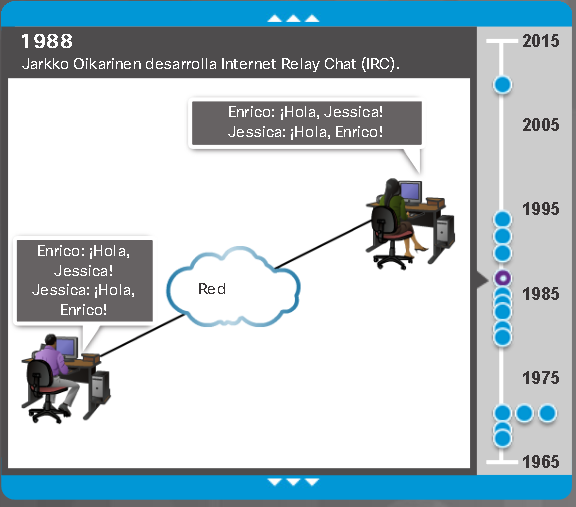 1988
Jarkko Oikarinen desarrolla Internet Relay Chat (IRC).
Enrico: ¡Hola, Jessica!
Jessica: ¡Hola, Enrico!
Enrico: ¡Hola,
Jessica!
Jessica: ¡Hola,
Enrico!
Red
2015
2005
1995
1985
1975
1965